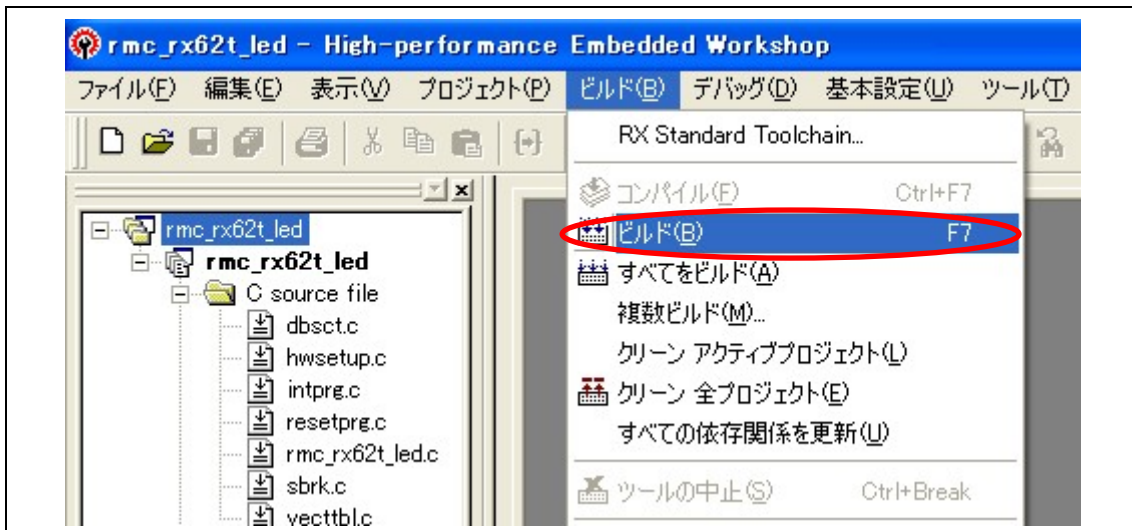 rmc_rx62t_led - High-performance Embedded Workshop
ファイル(F) 編集(E) 表示(V) プロジェクト(P) ビルド(B) デバッグ(D) 基本設定(U) ツール(T)
RX Standard Toolchain...
コンパイル(F) Ctrl+F7
ビルド(B) F7
すべてをビルド(A)
複数ビルド(M)...
クリーン アクティブプロジェクト(L)
クリーン 全プロジェクト(E)
すべての依存関係を更新(U)
ツールの中止(S) Ctrl+Break
rmc_rx62t_led
rmc_rx62t_led
C source file
dbsct.c
hwsetup.c
intprg.c
resetprg.c
rmc_rx62t_led.c
sbrk.c
vecttbl.c